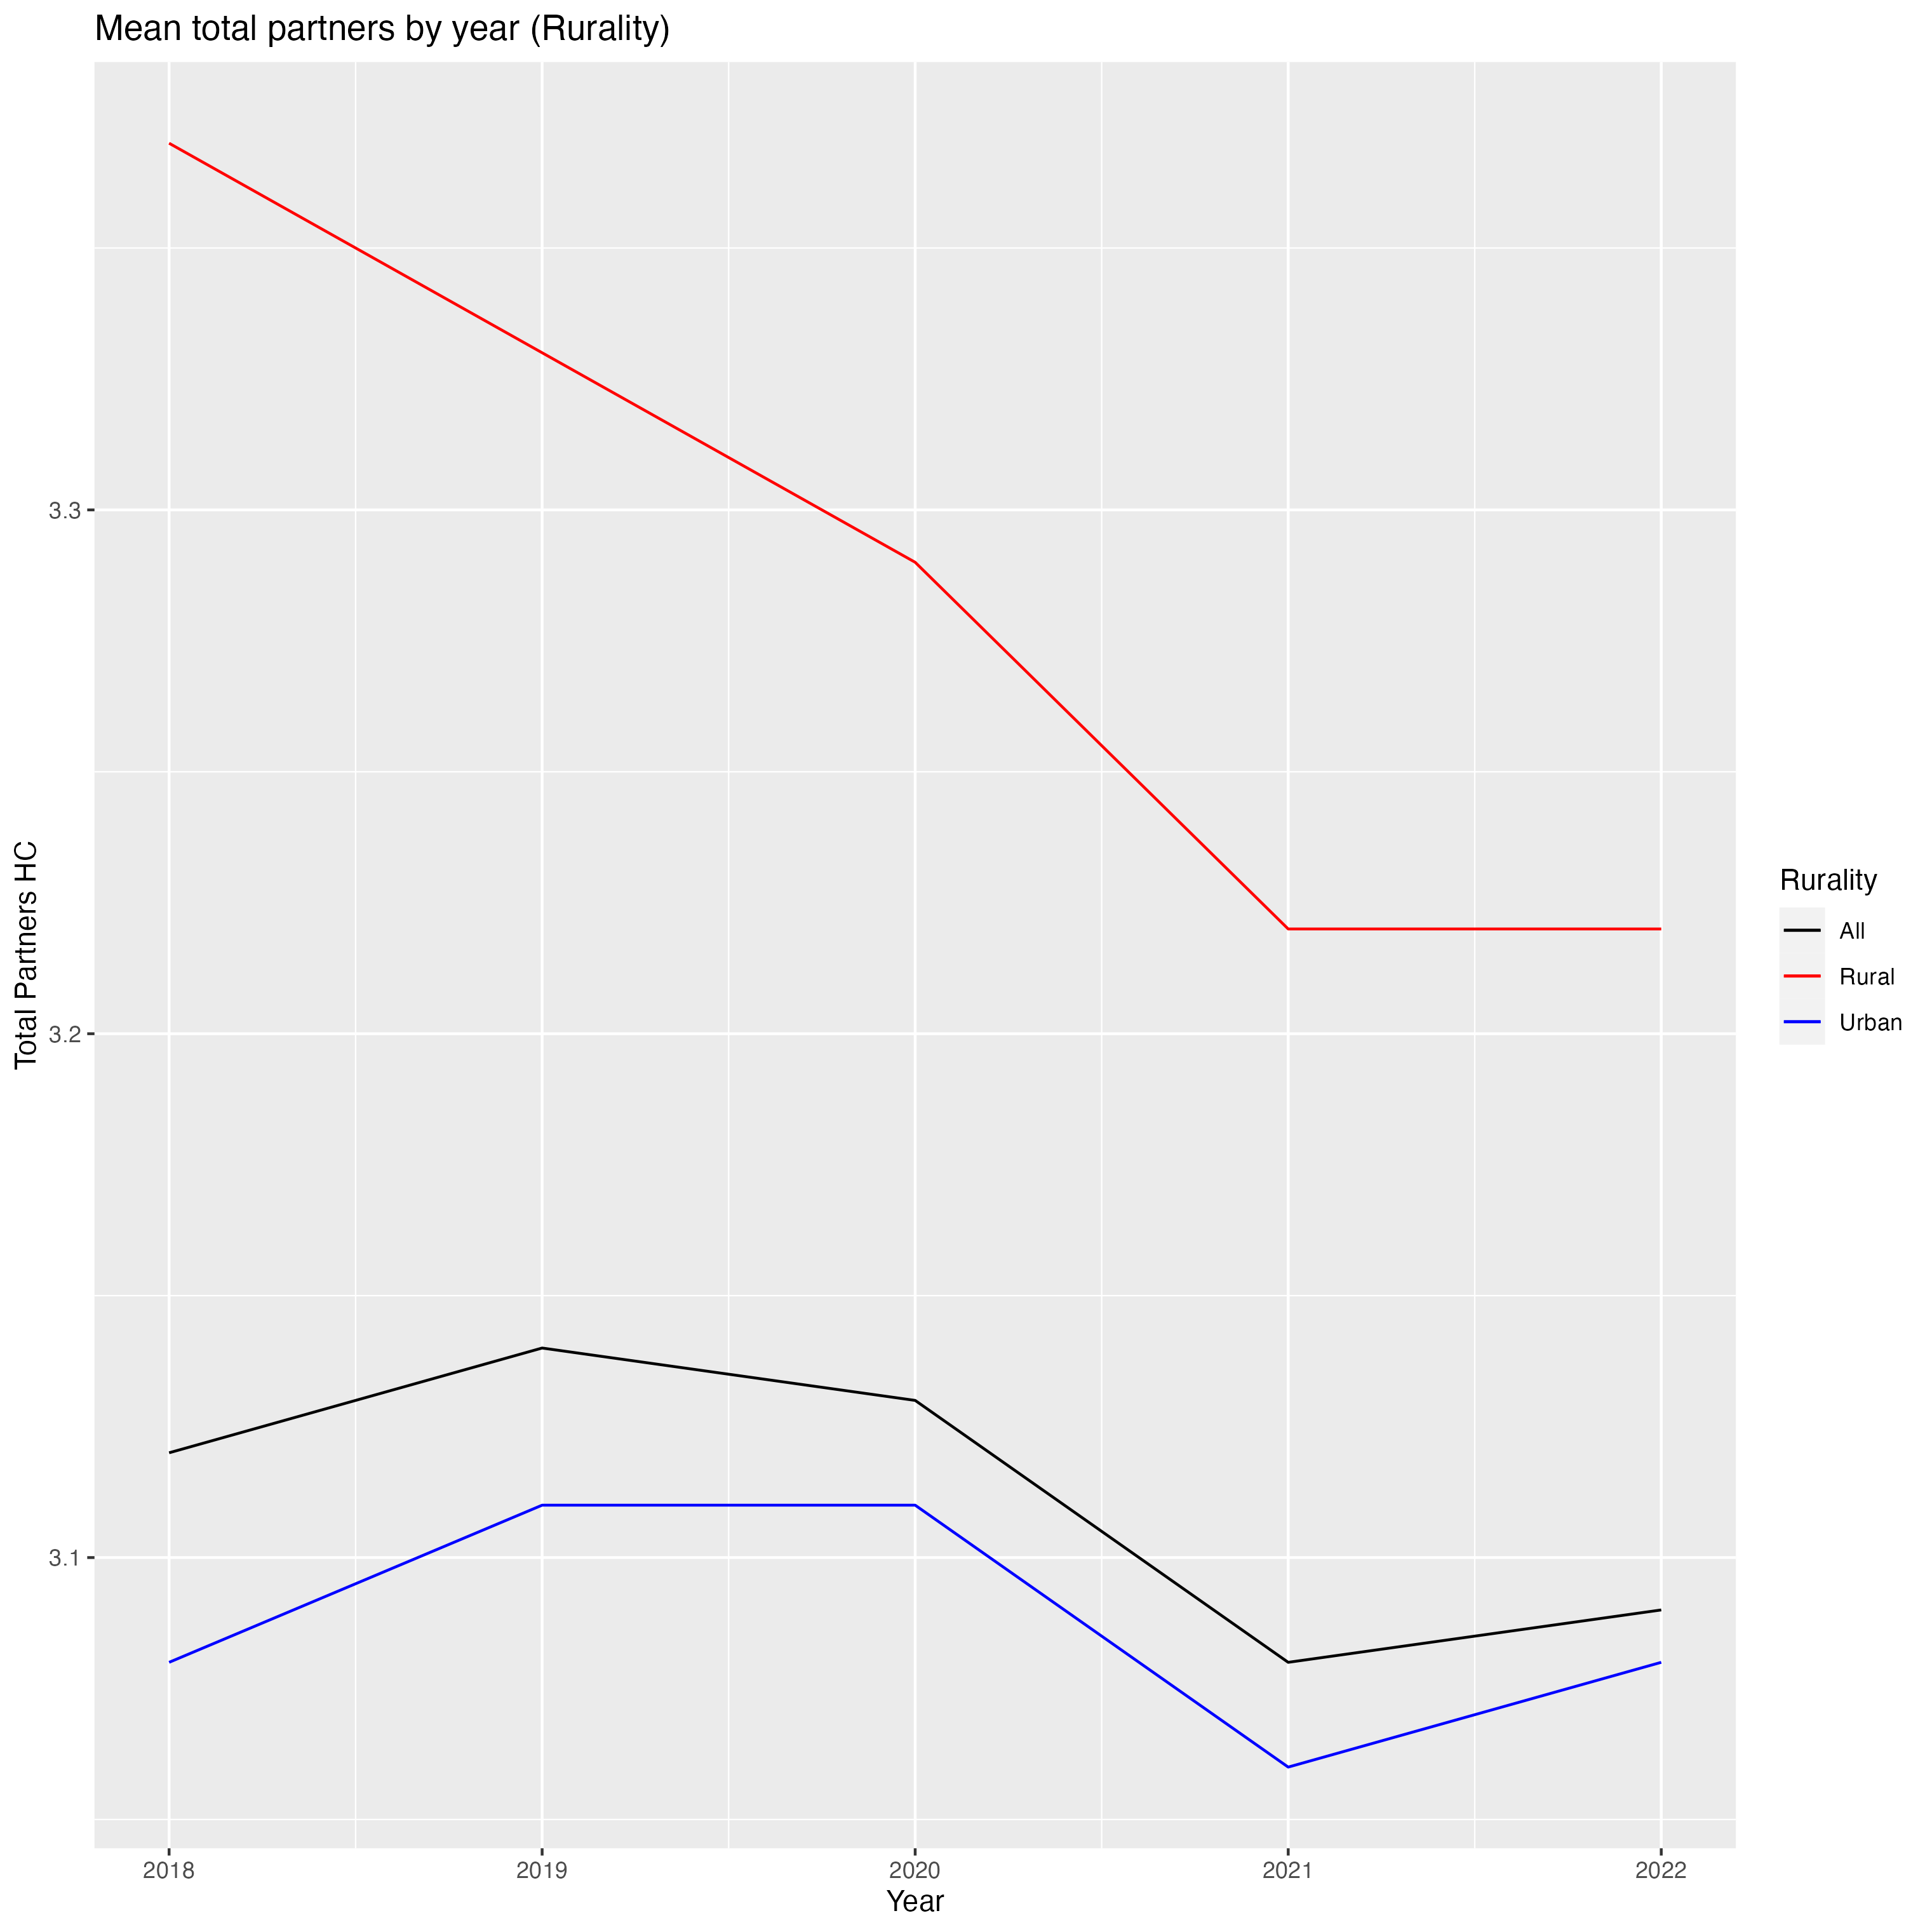 Mean total partners by year (Rurality)
Total Partners HC
3.3
3.2
3.1
2018 2019 2020 2021 2022
Year
Rurality
All
Rural
Urban